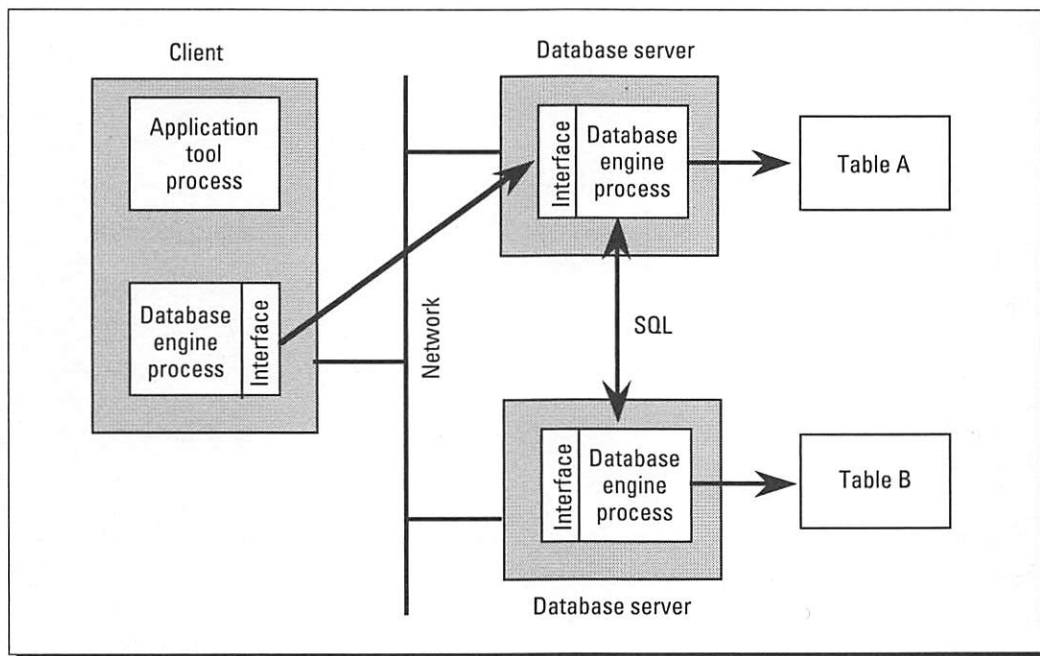 Client
Application
tool
process
Database
engine
process
Interface
Network
Database server
Interface
Database
engine
process
Table A
SQL
Interface
Database
engine
process
Table B
Database server